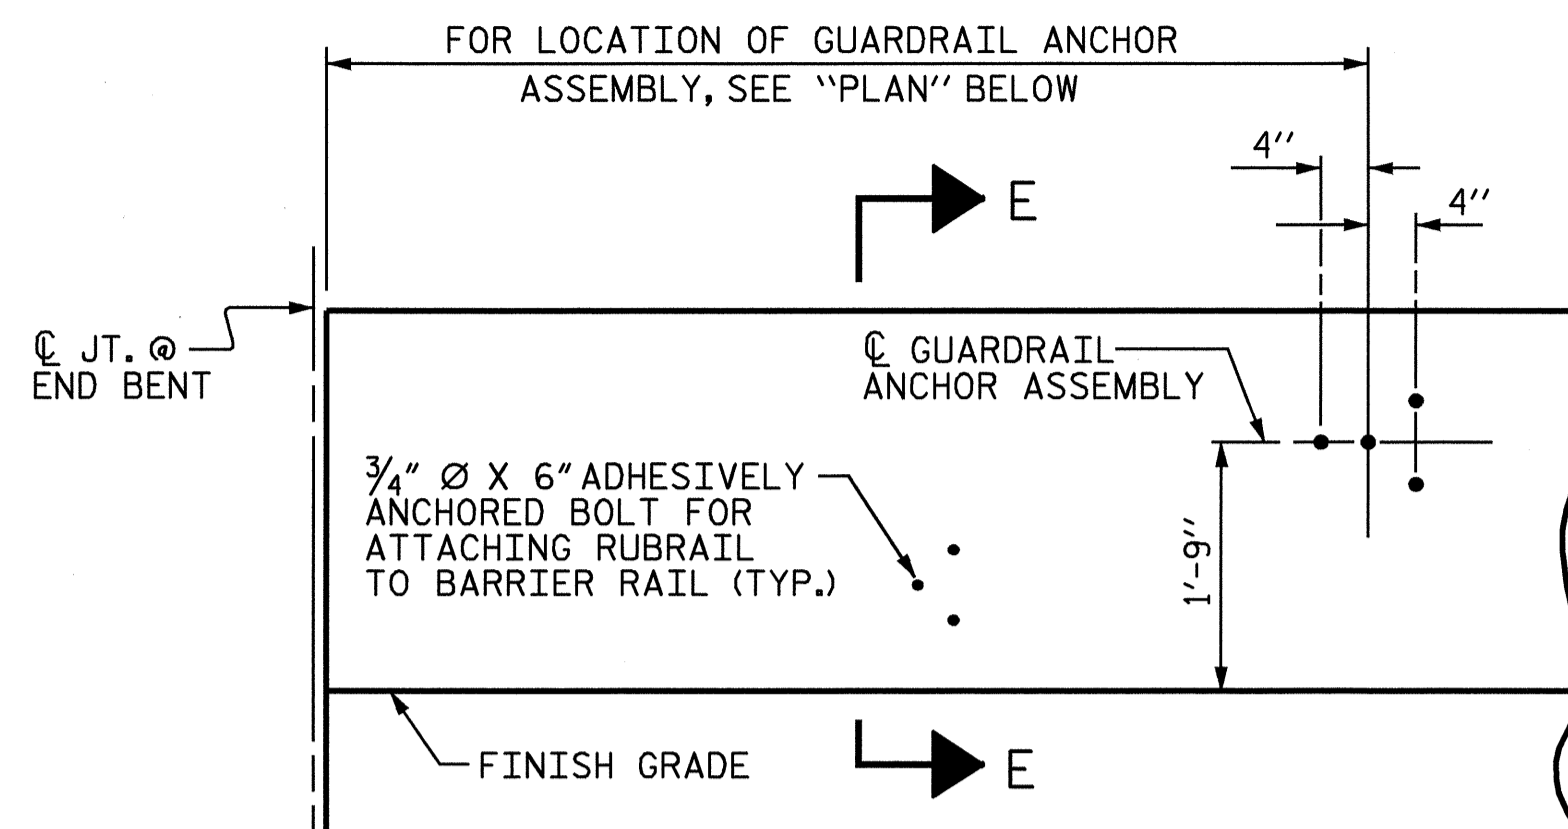 FOR LOCATION OF GUARDRAIL ANCHOR
ASSEMBLY, SEE "PLAN" BELOW
4"
4"
E
℄ JT. @
END BENT
℄ GUARDRAIL
ANCHOR ASSEMBLY
3/4" Ø X 6" ADHESIVELY
ANCHORED BOLT FOR
ATTACHING RUBRAIL
TO BARRIER RAIL (TYP.)
1'-9"
FINISH GRADE
E